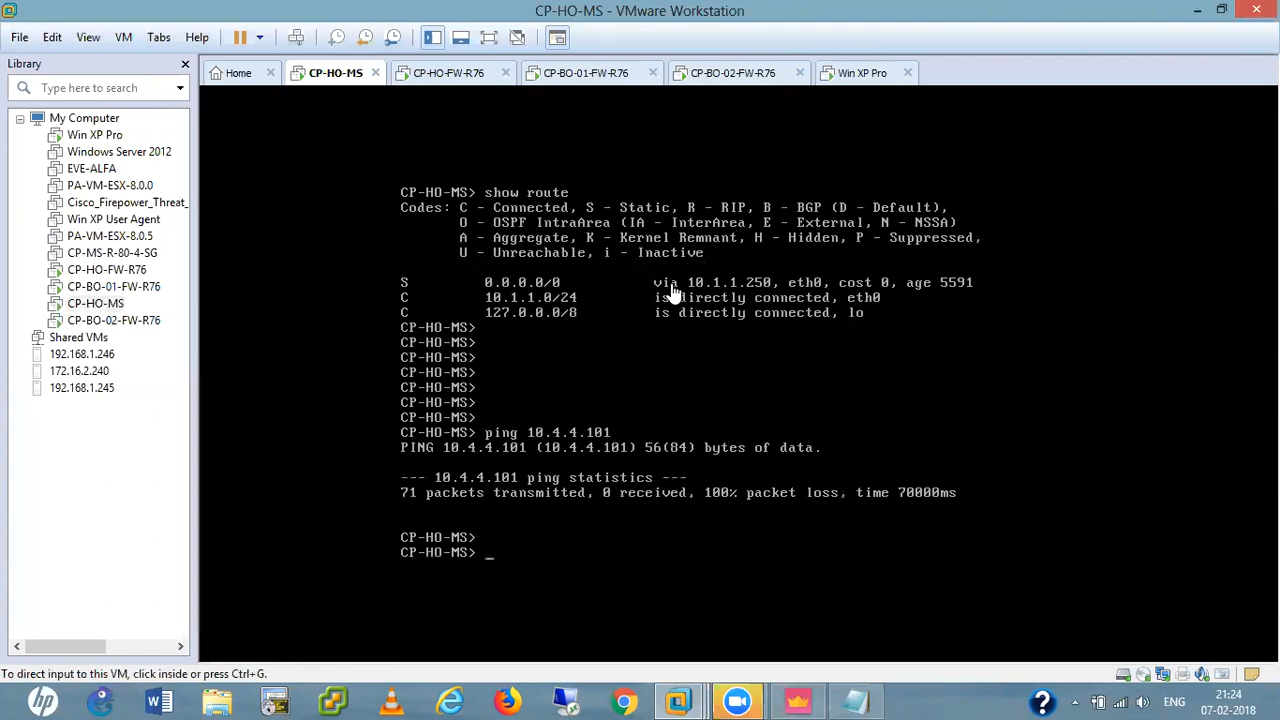 CP-HO-MS - VMware Workstation
File Edit View VM Tabs Help
Library
Type here to search
My Computer
Win XP Pro
Windows Server 2012
EVE-ALFA
PA-VM-ESX-8.0.0
Cisco_Firepower_Threat_
Win XP User Agent
PA-VM-ESX-8.0.5
CP-MS-R-80-4-SG
CP-HO-FW-R76
CP-BO-01-FW-R76
CP-HO-MS
CP-BO-02-FW-R76
Shared VMs
192.168.1.246
172.16.2.240
192.168.1.245
Home CP-HO-MS CP-HO-FW-R76 CP-BO-01-FW-R76 CP-BO-02-FW-R76 Win XP Pro
CP-HO-MS> show route
Codes: C - Connected, S - Static, R - RIP, B - BGP (D - Default),
O - OSPF IntraArea (IA - InterArea, E - External, N - NSSA)
A - Aggregate, K - Kernel Remnant, H - Hidden, P - Suppressed,
U - Unreachable, i - Inactive
S 0.0.0.0/0 via 10.1.1.250, eth0, cost 0, age 5591
C 10.1.1.0/24 is directly connected, eth0
C 127.0.0.0/8 is directly connected, lo
CP-HO-MS>
CP-HO-MS>
CP-HO-MS>
CP-HO-MS>
CP-HO-MS>
CP-HO-MS>
CP-HO-MS>
CP-HO-MS> ping 10.4.4.101
PING 10.4.4.101 (10.4.4.101) 56(84) bytes of data.
--- 10.4.4.101 ping statistics ---
71 packets transmitted, 0 received, 100% packet loss, time 70000ms
CP-HO-MS>
CP-HO-MS> _
To direct input to this VM, click inside or press Ctrl+G.
ENG
21:24
07-02-2018